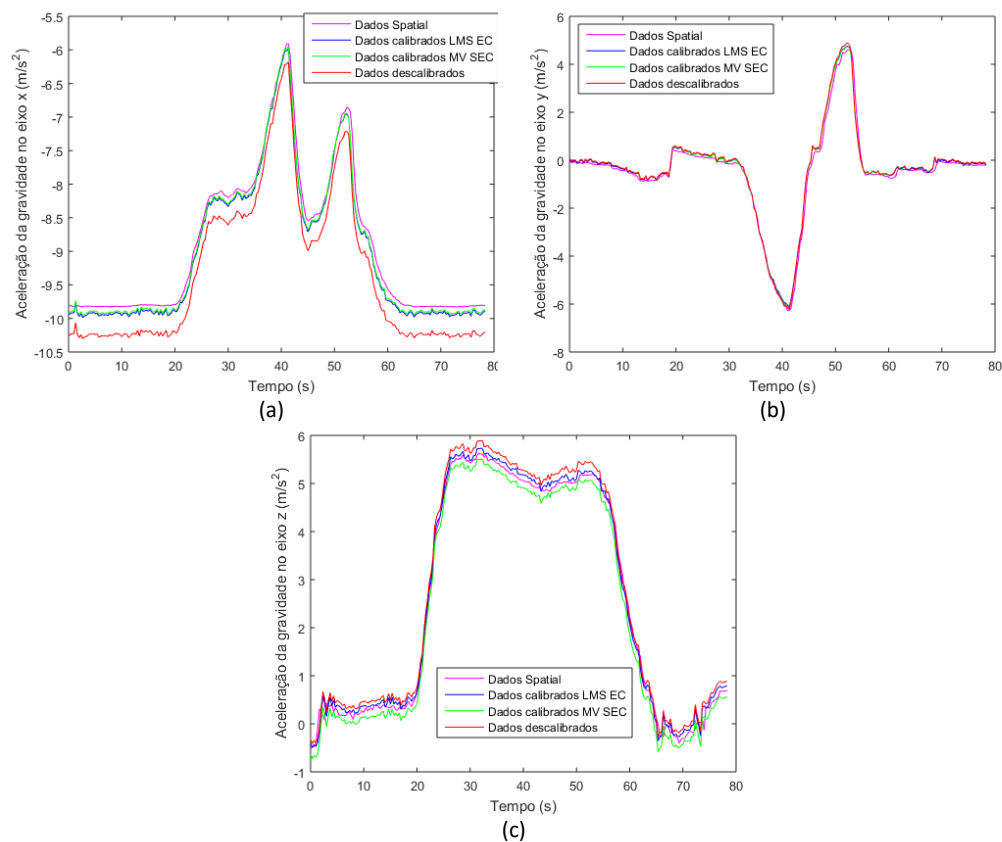 Aceleração da gravidade no eixo x (m/s²)
-5.5
-6
-6.5
-7
-7.5
-8
-8.5
-9
-9.5
-10
-10.5
Dados Spatial
Dados calibrados LMS EC
Dados calibrados MV SEC
Dados descalibrados
0 10 20 30 40 50 60 70 80
Tempo (s)
(a)
Aceleração da gravidade no eixo y (m/s²)
6
4
2
0
-2
-4
-6
-8
Dados Spatial
Dados calibrados LMS EC
Dados calibrados MV SEC
Dados descalibrados
0 10 20 30 40 50 60 70 80
Tempo (s)
(b)
Aceleração da gravidade no eixo z (m/s²)
6
5
4
3
2
1
0
-1
Dados Spatial
Dados calibrados LMS EC
Dados calibrados MV SEC
Dados descalibrados
0 10 20 30 40 50 60 70 80
Tempo (s)
(c)